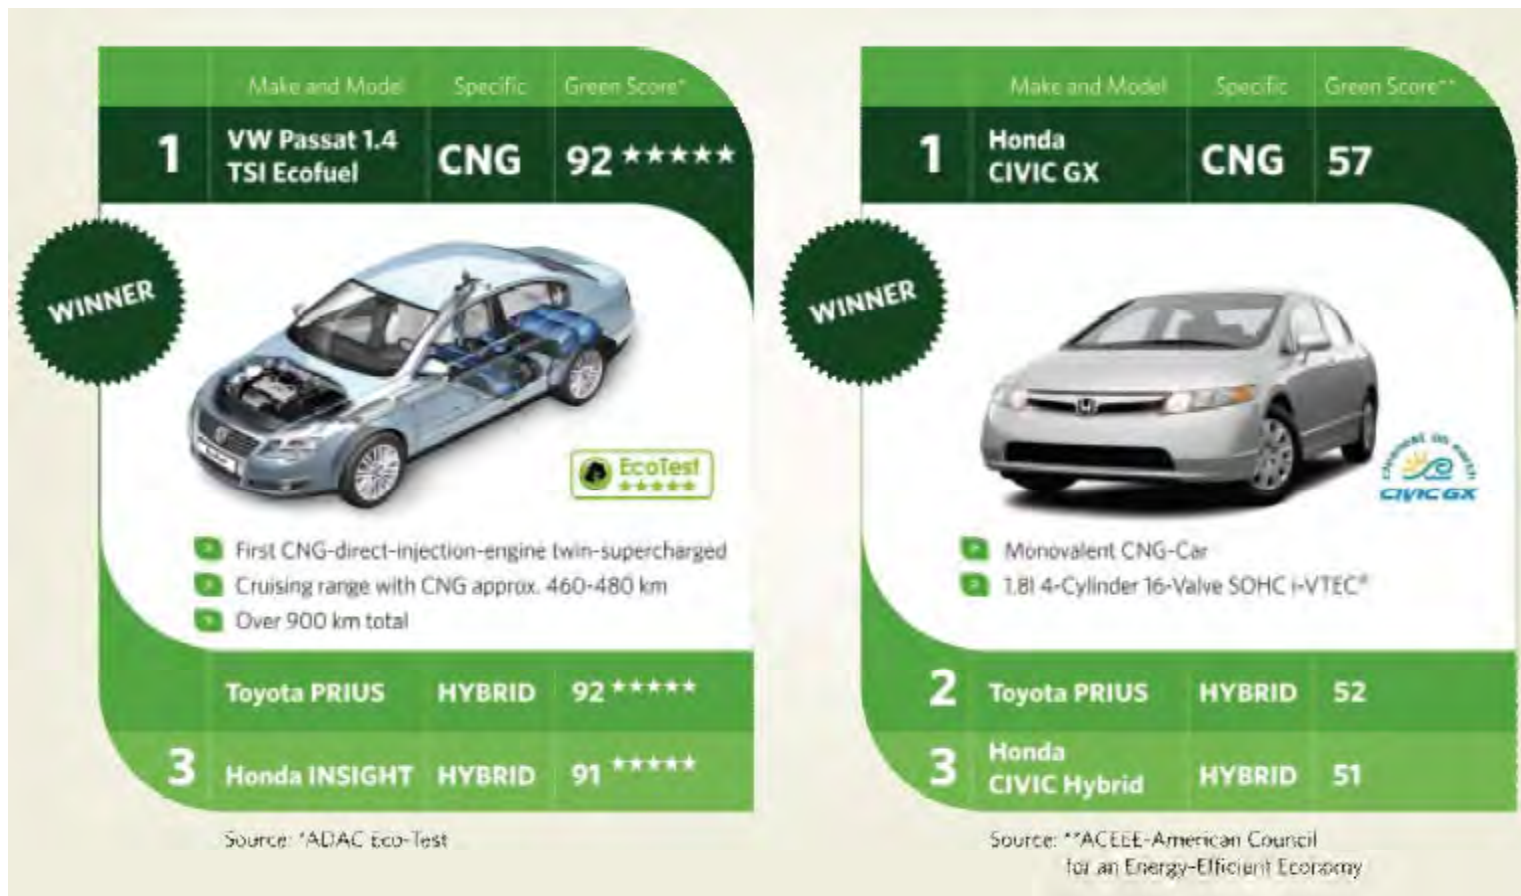 Make and Model Specific Green Score*
1 VW Passat 1.4 TSI Ecofuel CNG 92 ★★★★★
WINNER
EcoTest
★★★★★
First CNG-direct-injection-engine twin-supercharged
Cruising range with CNG approx. 460-480 km
Over 900 km total
Toyota PRIUS HYBRID 92 ★★★★★
3 Honda INSIGHT HYBRID 91 ★★★★★
Source: *ADAC Eco-Test
Make and Model Specific Green Score**
1 Honda CIVIC GX CNG 57
WINNER
cleanest on earth
CIVIC GX
Monovalent CNG-Car
1.8l 4-Cylinder 16-Valve SOHC i-VTEC®
2 Toyota PRIUS HYBRID 52
3 Honda CIVIC Hybrid HYBRID 51
Source: **ACEEE-American Council
for an Energy-Efficient Economy